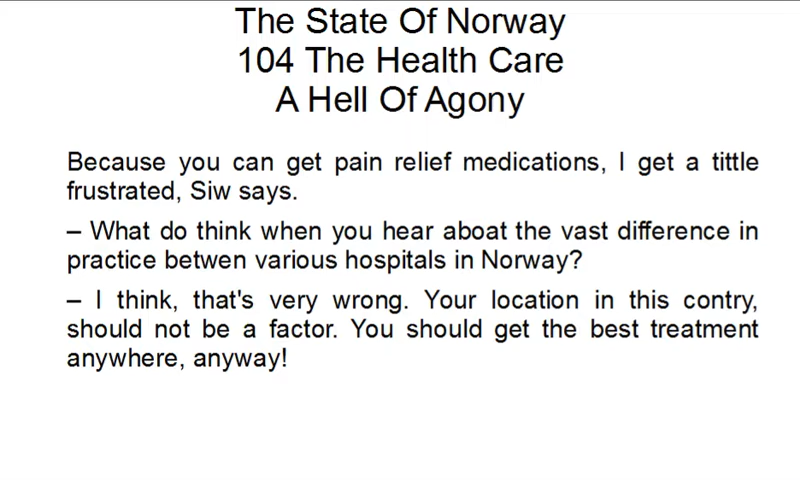 The State Of Norway
104 The Health Care
A Hell Of Agony
Because you can get pain relief medications, I get a tittle
frustrated, Siw says.
– What do think when you hear aboat the vast difference in
practice betwen various hospitals in Norway?
– I think, that's very wrong. Your location in this contry,
should not be a factor. You should get the best treatment
anywhere, anyway!